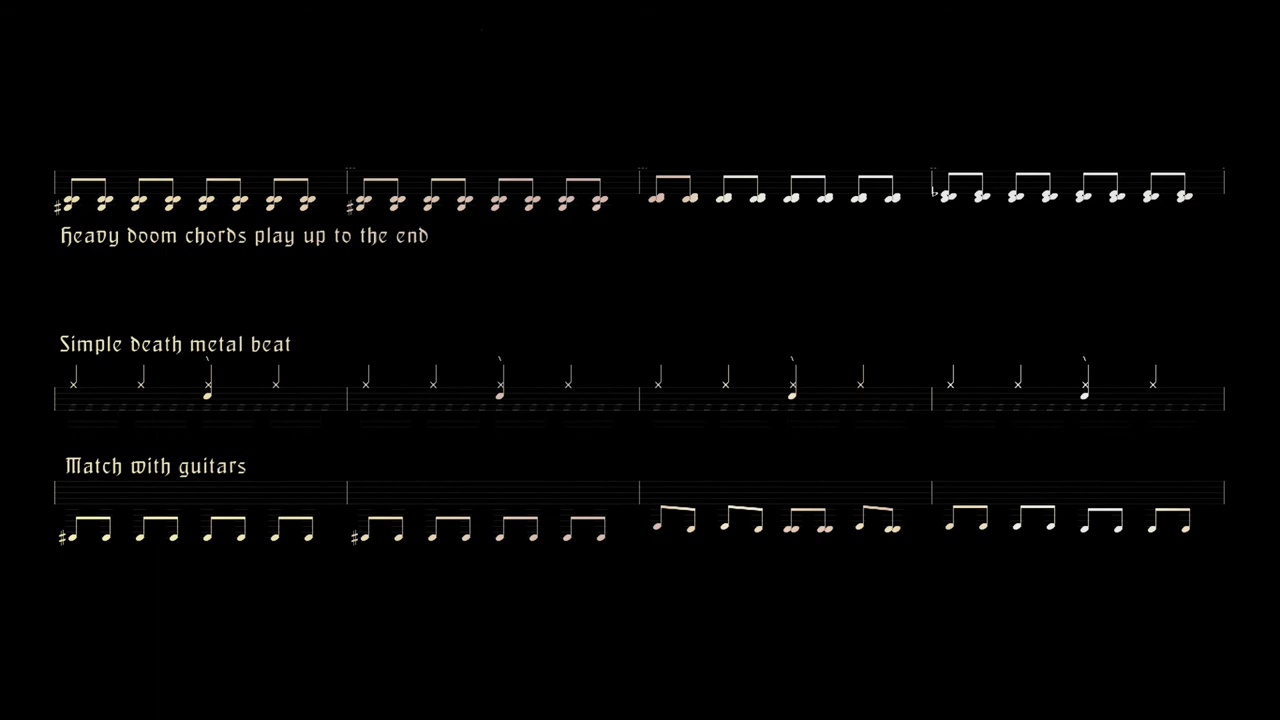 Heavy doom chords play up to the end
Simple death metal beat
Match with guitars